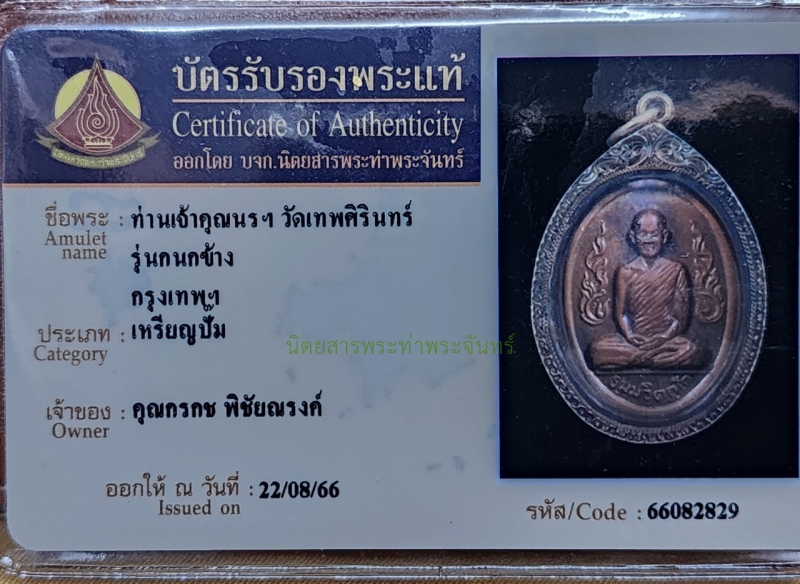 บัตรรับรองพระแท้
Certificate of Authenticity
ออกโดย บจก.นิตยสารพระท่าพระจันทร์
ชื่อพระ : ท่านเจ้าคุณนรฯ วัดเทพศิรินทร์
Amulet name
รุ่นกนกข้าง
กรุงเทพฯ
ประเภท : เหรียญปั๊ม
Category
นิตยสารพระท่าพระจันทร์
เจ้าของ : คุณกรกช พิชัยณรงค์
Owner
ออกให้ ณ วันที่ : 22/08/66
Issued on
รหัส/Code : 66082829